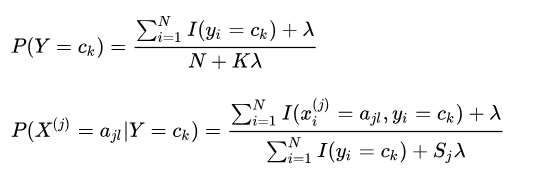 P(Y = c_k) = \frac{\sum_{i=1}^{N} I(y_i = c_k) + \lambda}{N + K\lambda}
P(X^{(j)} = a_{jl} | Y = c_k) = \frac{\sum_{i=1}^{N} I(x_i^{(j)} = a_{jl}, y_i = c_k) + \lambda}{\sum_{i=1}^{N} I(y_i = c_k) + S_j\lambda}